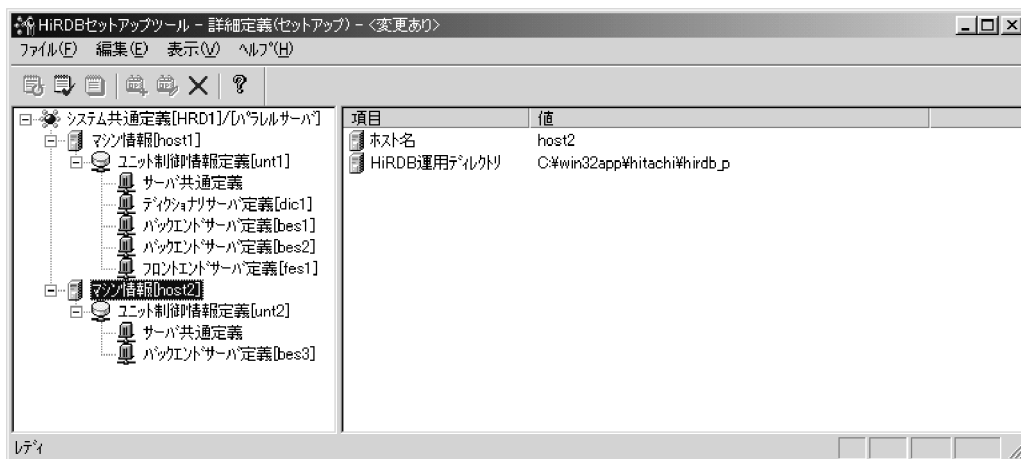 HiRDBセットアップツール - 詳細定義(セットアップ) - <変更あり>
ファイル(F) 編集(E) 表示(V) ヘルプ(H)
システム共通定義[HRD1]/[パラレルサーバ]
マシン情報[host1]
ユニット制御情報定義[unt1]
サーバ共通定義
ディクショナリサーバ定義[dic1]
バックエンドサーバ定義[bes1]
バックエンドサーバ定義[bes2]
フロントエンドサーバ定義[fes1]
マシン情報[host2]
ユニット制御情報定義[unt2]
サーバ共通定義
バックエンドサーバ定義[bes3]
項目 値
ホスト名 host2
HiRDB運用ディレクトリ C:¥win32app¥hitachi¥hirdb_p
レディ